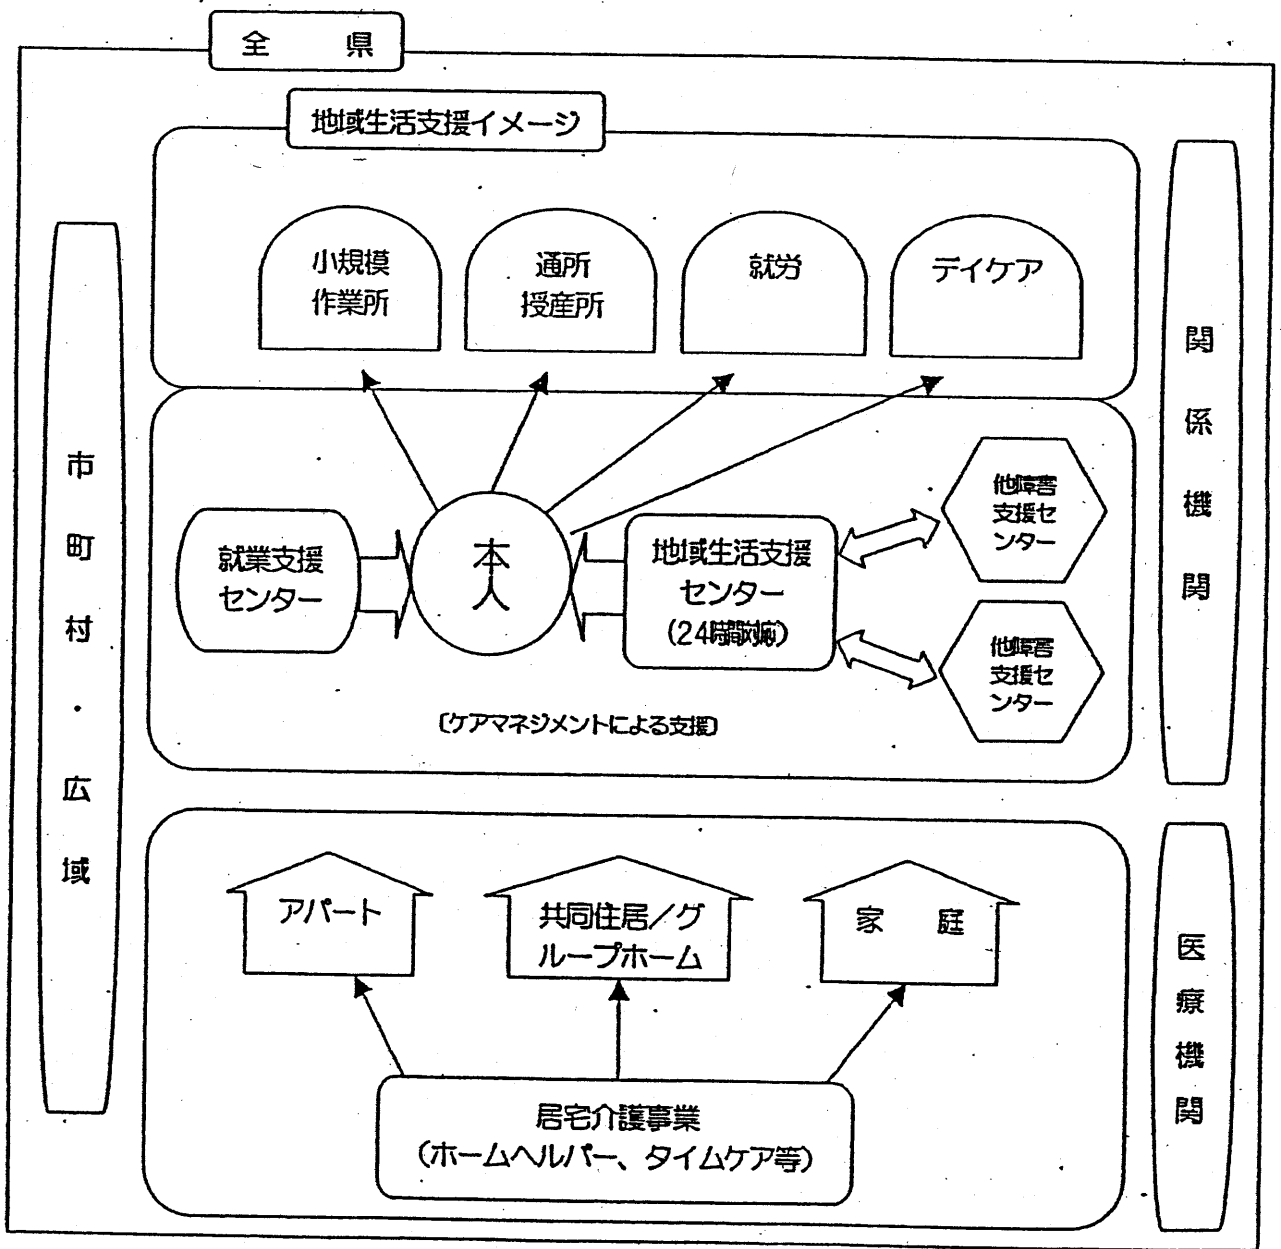 全　県
地域生活支援イメージ
小規模
作業所
通所
授産所
就労
デイケア
市町村・広域
関係機関
就業支援
センター
本人
地域生活支援
センター
（24時間対応）
他障害
支援セ
ンター
他障害
支援セ
ンター
〔ケアマネジメントによる支援〕
アパート
共同住居／グ
ループホーム
家　庭
医療機関
居宅介護事業
（ホームヘルパー、タイムケア等）